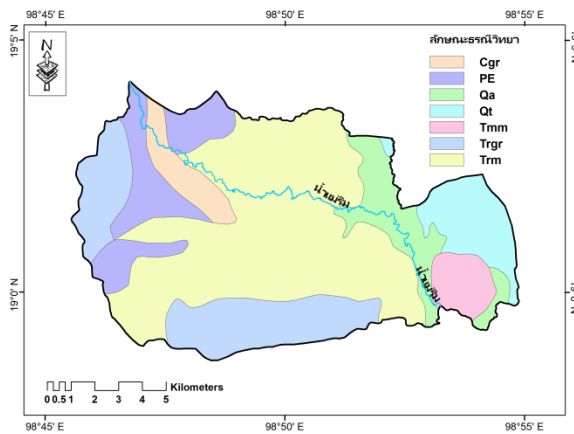 98°45' E 98°50' E 98°55' E
19°5' N
N
ลักษณะธรณีวิทยา
Cgr
PE
Qa
Qt
Tmm
Trgr
Trm
น้ำแม่ริม
น้ำแม่ริม
19°0' N
Kilometers
0 0.5 1 2 3 4 5
98°45' E 98°50' E 98°55' E